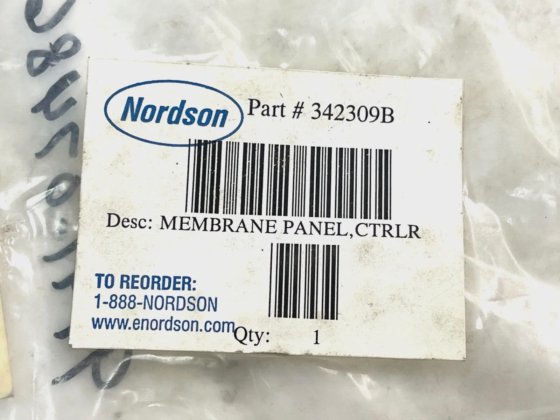 Nordson Part # 342309B
Desc: MEMBRANE PANEL,CTRLR
TO REORDER:
1-888-NORDSON
www.enordson.com
Qty: 1